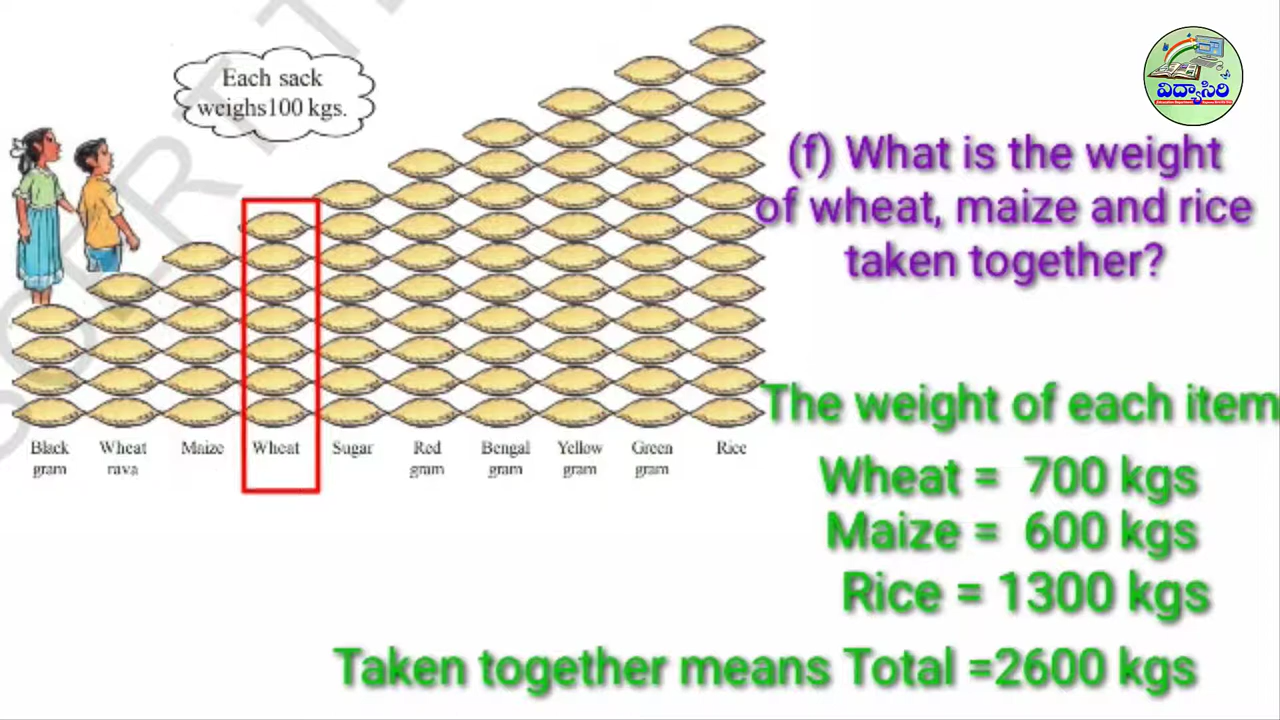 Each sack
weighs100 kgs.
విద్యాసిరి
(f) What is the weight
of wheat, maize and rice
taken together?
Black gram
Wheat rava
Maize
Wheat
Sugar
Red gram
Bengal gram
Yellow gram
Green gram
Rice
The weight of each item
Wheat = 700 kgs
Maize = 600 kgs
Rice = 1300 kgs
Taken together means Total =2600 kgs